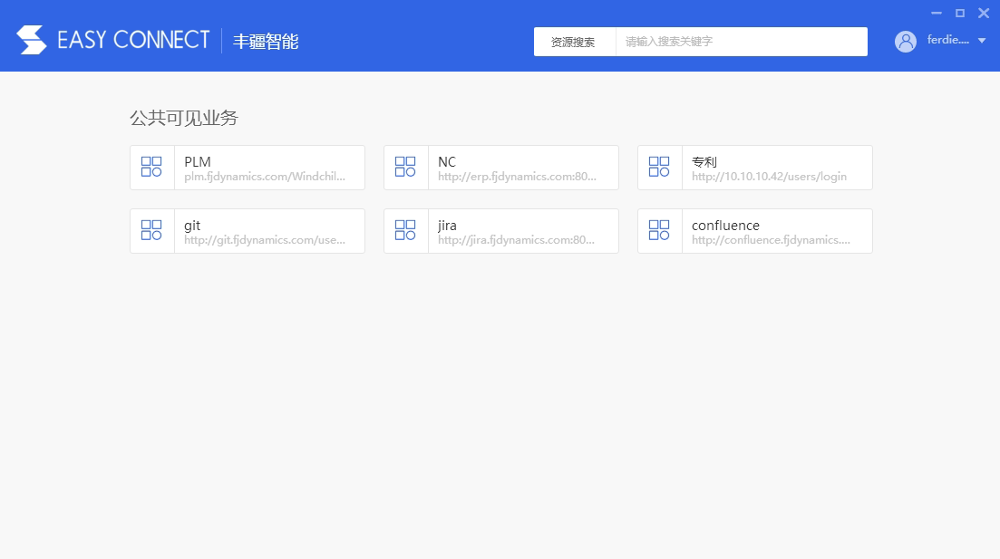 EASY CONNECT 丰疆智能
资源搜索 请输入搜索关键字
ferdie....
公共可见业务
PLM
plm.fjdynamics.com/Windchil...
NC
http://erp.fjdynamics.com:80...
专利
http://10.10.10.42/users/login
git
http://git.fjdynamics.com/use...
jira
http://jira.fjdynamics.com:80...
confluence
http://confluence.fjdynamics....